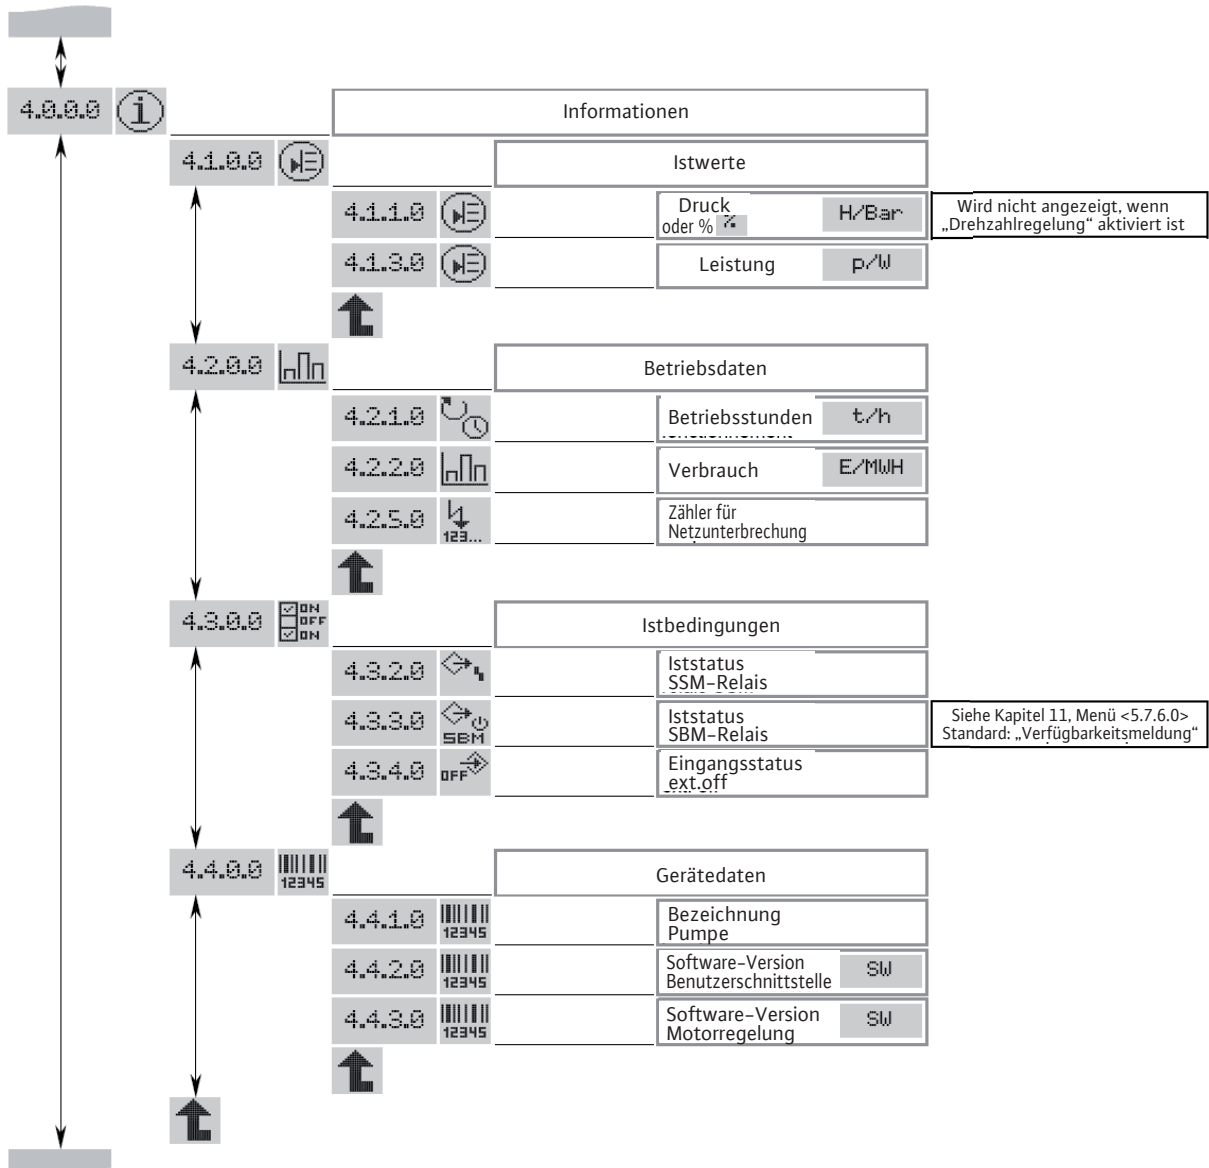 4.0.0.0 i Informationen
4.1.0.0 Istwerte
4.1.1.0 Druck H/Bar Wird nicht angezeigt, wenn
oder % % „Drehzahlregelung“ aktiviert ist
4.1.3.0 Leistung p/W
4.2.0.0 Betriebsdaten
4.2.1.0 Betriebsstunden t/h
4.2.2.0 Verbrauch E/MWH
4.2.5.0 123... Zähler für
Netzunterbrechung
4.3.0.0 ON OFF ON Istbedingungen
4.3.2.0 Iststatus
SSM-Relais
4.3.3.0 SBM Iststatus Siehe Kapitel 11, Menü <5.7.6.0>
SBM-Relais Standard: „Verfügbarkeitsmeldung“
4.3.4.0 OFF Eingangsstatus
ext.off
4.4.0.0 12345 Gerätedaten
4.4.1.0 12345 Bezeichnung
Pumpe
4.4.2.0 12345 Software-Version SW
Benutzerschnittstelle
4.4.3.0 12345 Software-Version SW
Motorregelung